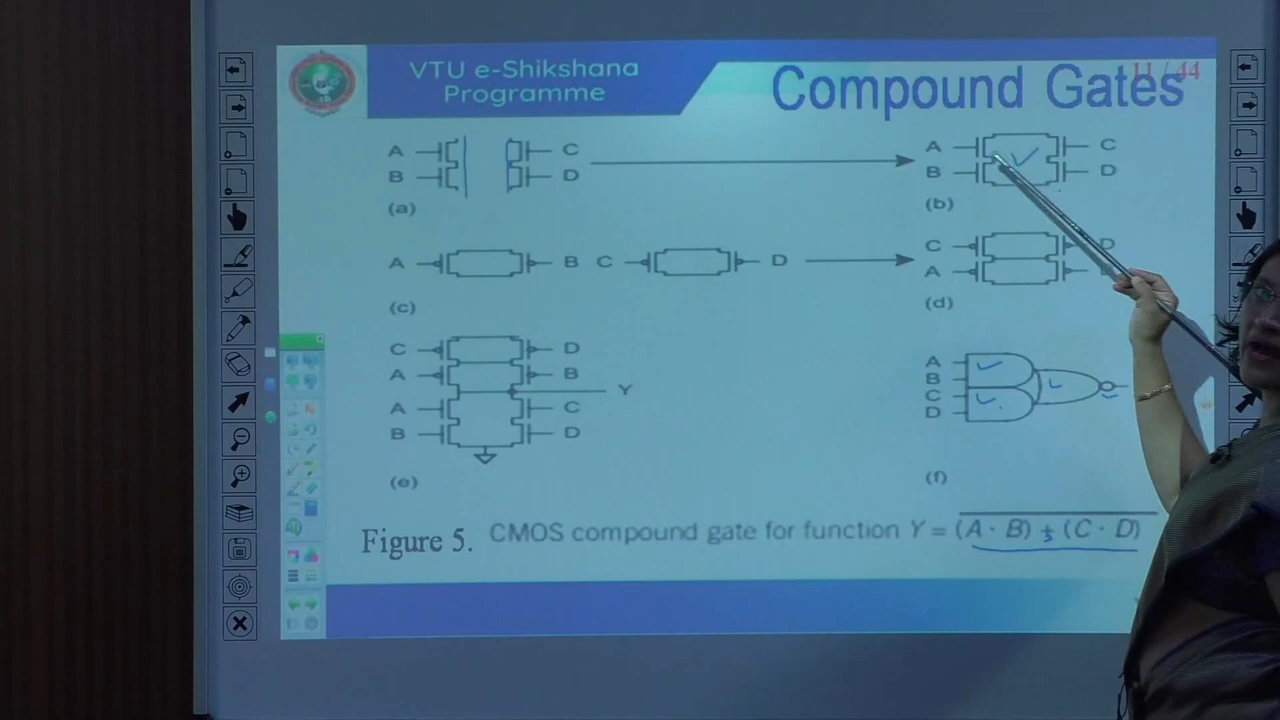 VTU e-Shikshana
Programme
11 / 44
Compound Gates
A
B
C
D
(a)
A
B
C
D
(b)
A
B
C
D
(c)
C
A
D
(d)
C
A
A
B
D
B
C
D
Y
(e)
A
B
C
D
(f)
Figure 5. CMOS compound gate for function Y = (A · B) + (C · D)